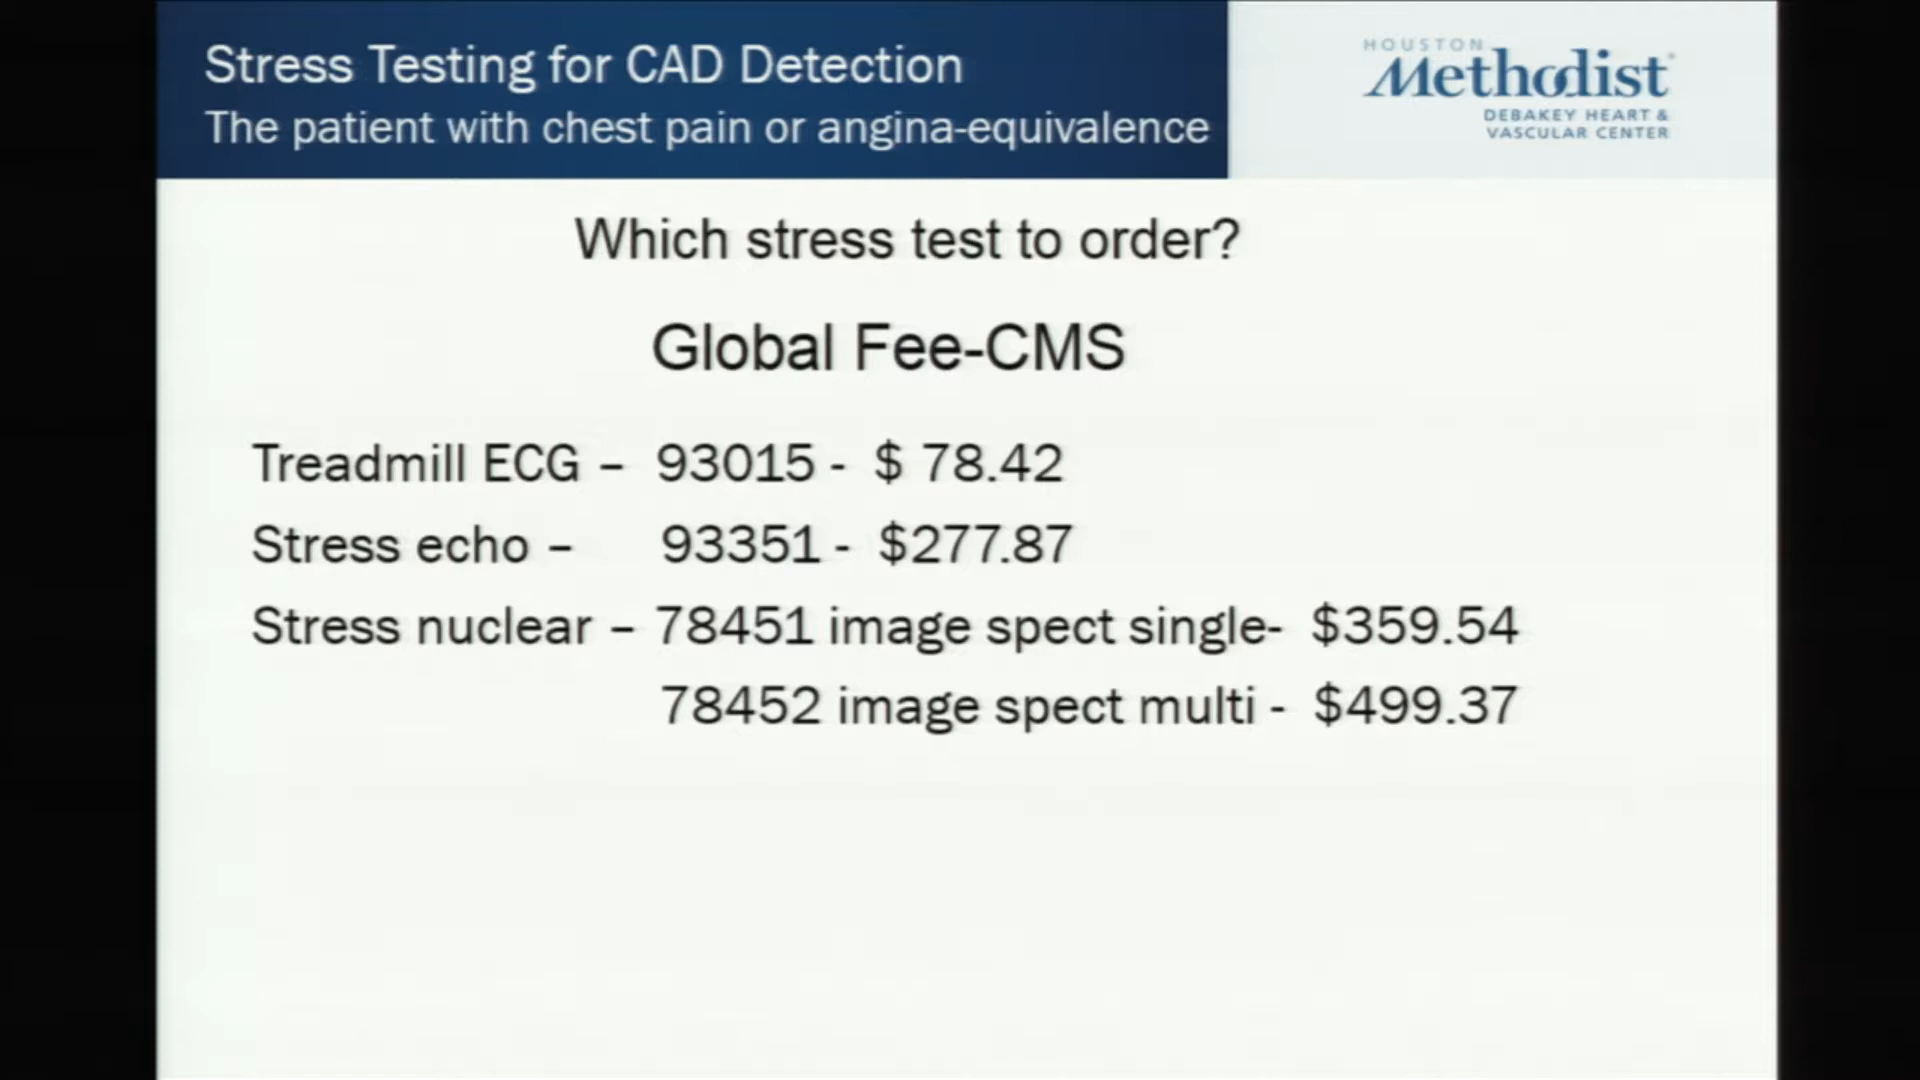 Stress Testing for CAD Detection
The patient with chest pain or angina-equivalence
HOUSTON
Methodist
DEBAKEY HEART &
VASCULAR CENTER
Which stress test to order?
Global Fee-CMS
Treadmill ECG – 93015 - $ 78.42
Stress echo – 93351 - $277.87
Stress nuclear – 78451 image spect single- $359.54
78452 image spect multi - $499.37